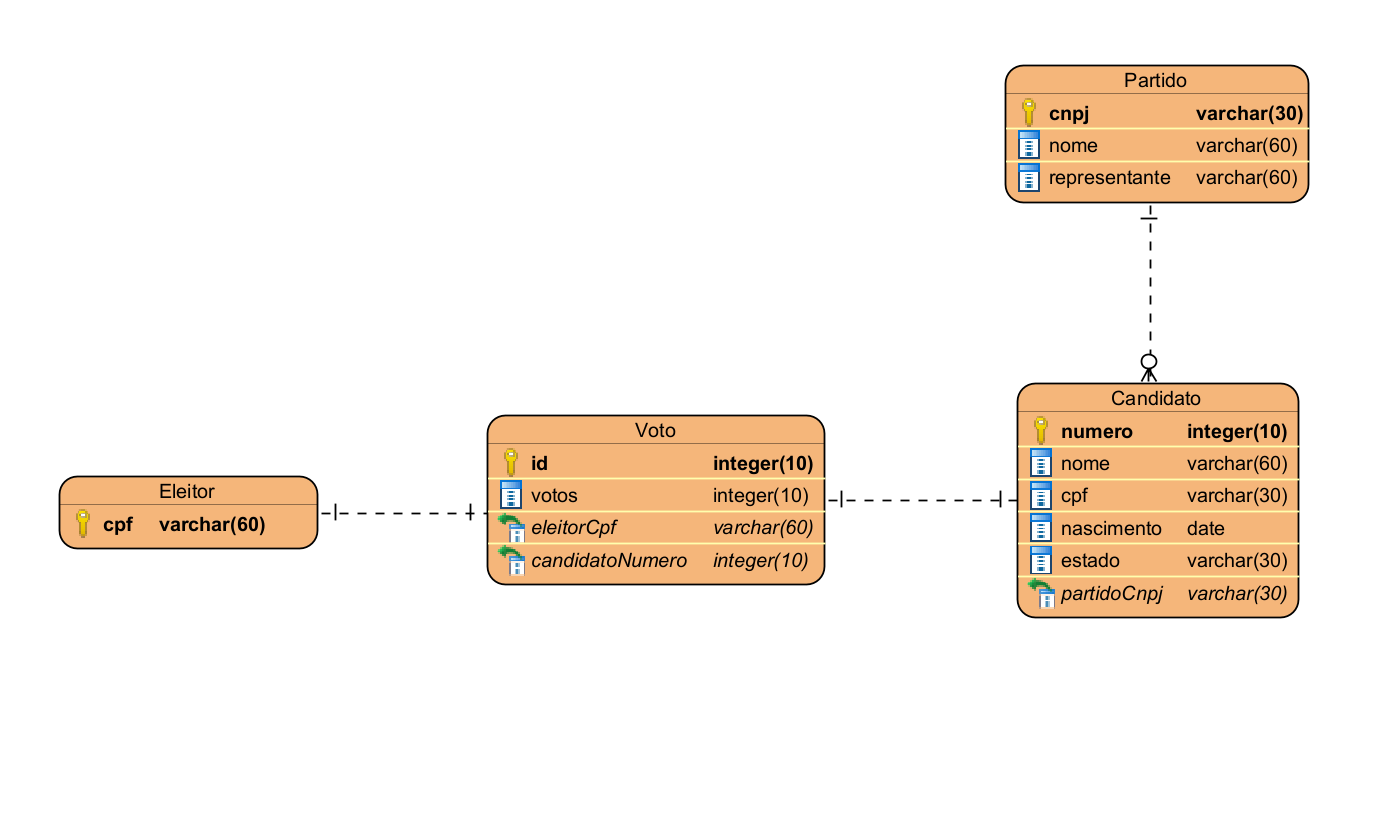 Partido
cnpj varchar(30)
nome varchar(60)
representante varchar(60)
Candidato
numero integer(10)
nome varchar(60)
cpf varchar(30)
nascimento date
estado varchar(30)
partidoCnpj varchar(30)
Voto
id integer(10)
votos integer(10)
eleitorCpf varchar(60)
candidatoNumero integer(10)
Eleitor
cpf varchar(60)